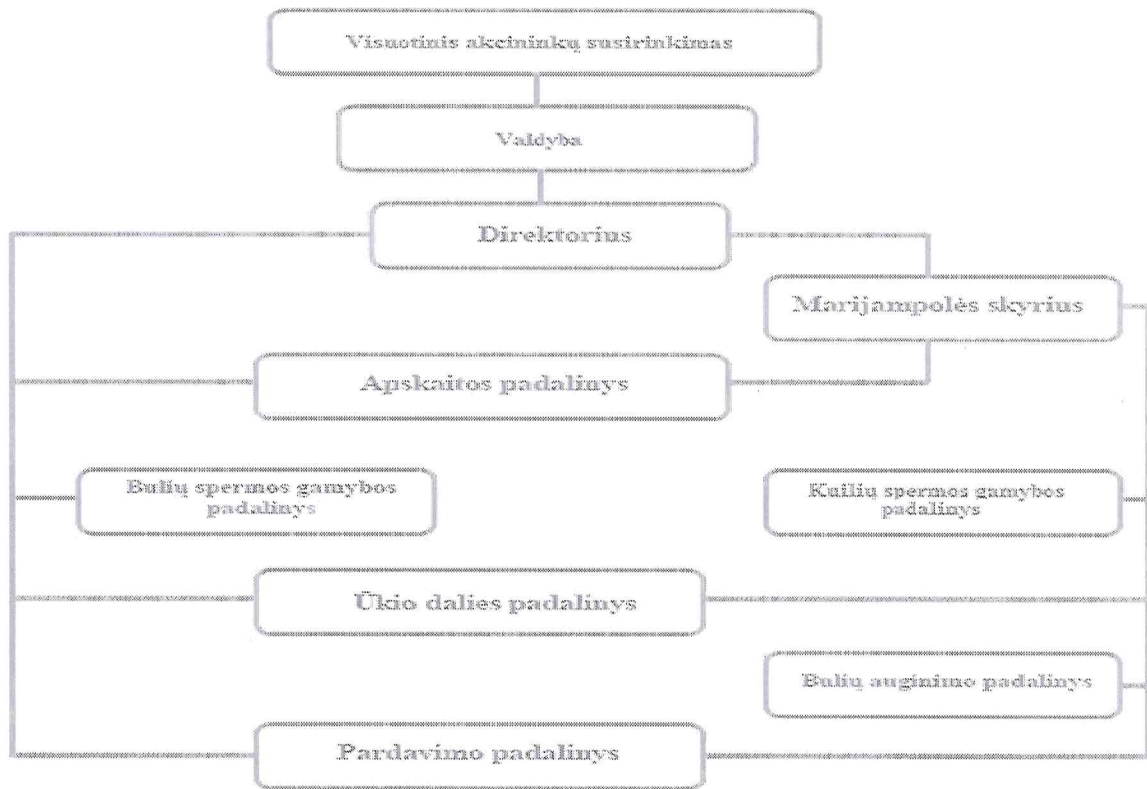 Visuotinis akcininkų susirinkimas
Valdyba
Direktorius
Marijampolės skyrius
Apskaitos padalinys
Bulių spermos gamybos
padalinys
Kuilių spermos gamybos
padalinys
Ūkio dalies padalinys
Bulių auginimo padalinys
Pardavimo padalinys